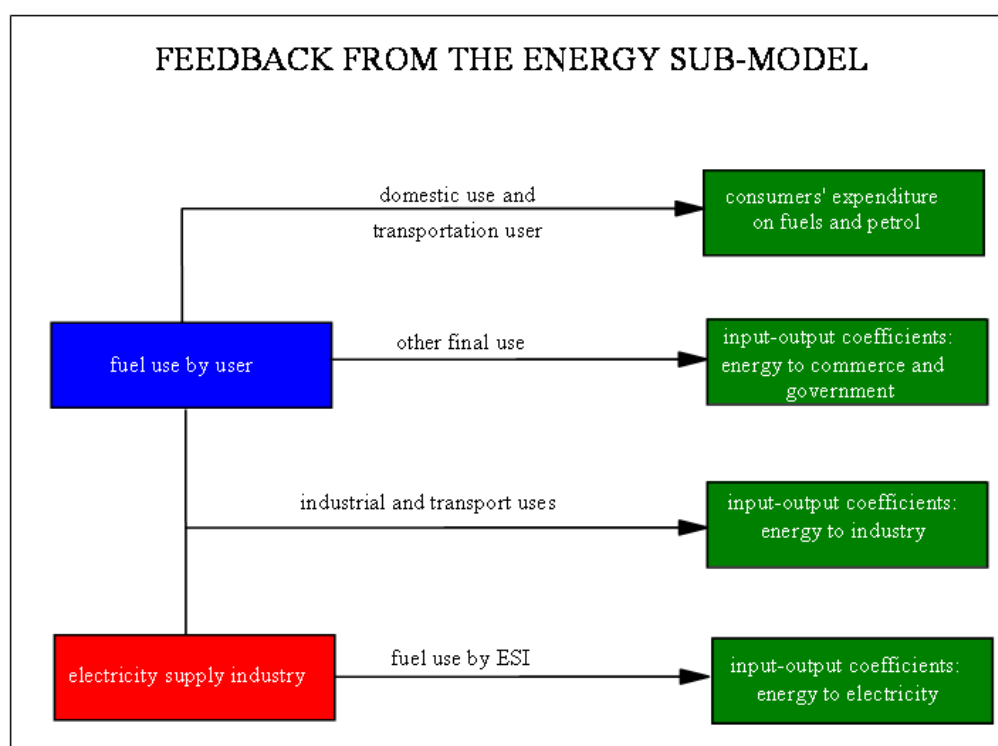 FEEDBACK FROM THE ENERGY SUB-MODEL
domestic use and
transportation user
consumers' expenditure
on fuels and petrol
fuel use by user
other final use
input-output coefficients:
energy to commerce and
government
industrial and transport uses
input-output coefficients:
energy to industry
electricity supply industry
fuel use by ESI
input-output coefficients:
energy to electricity